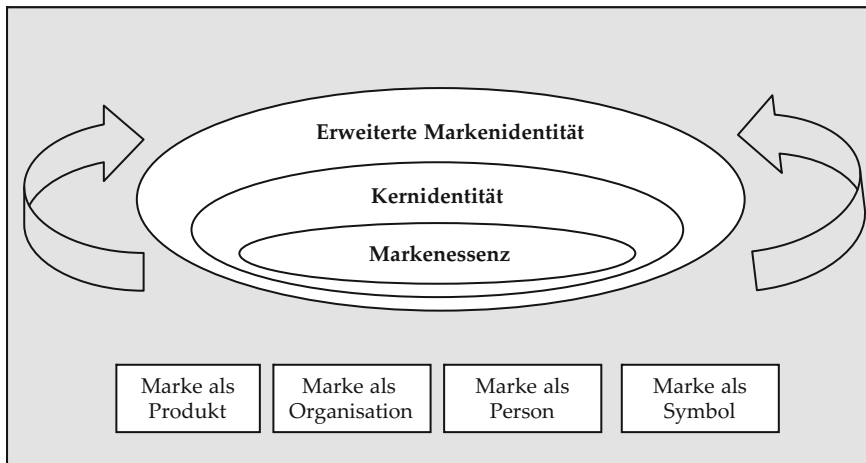 Erweiterte Markenidentität
Kernidentität
Markenessenz
Marke als
Produkt
Marke als
Organisation
Marke als
Person
Marke als
Symbol